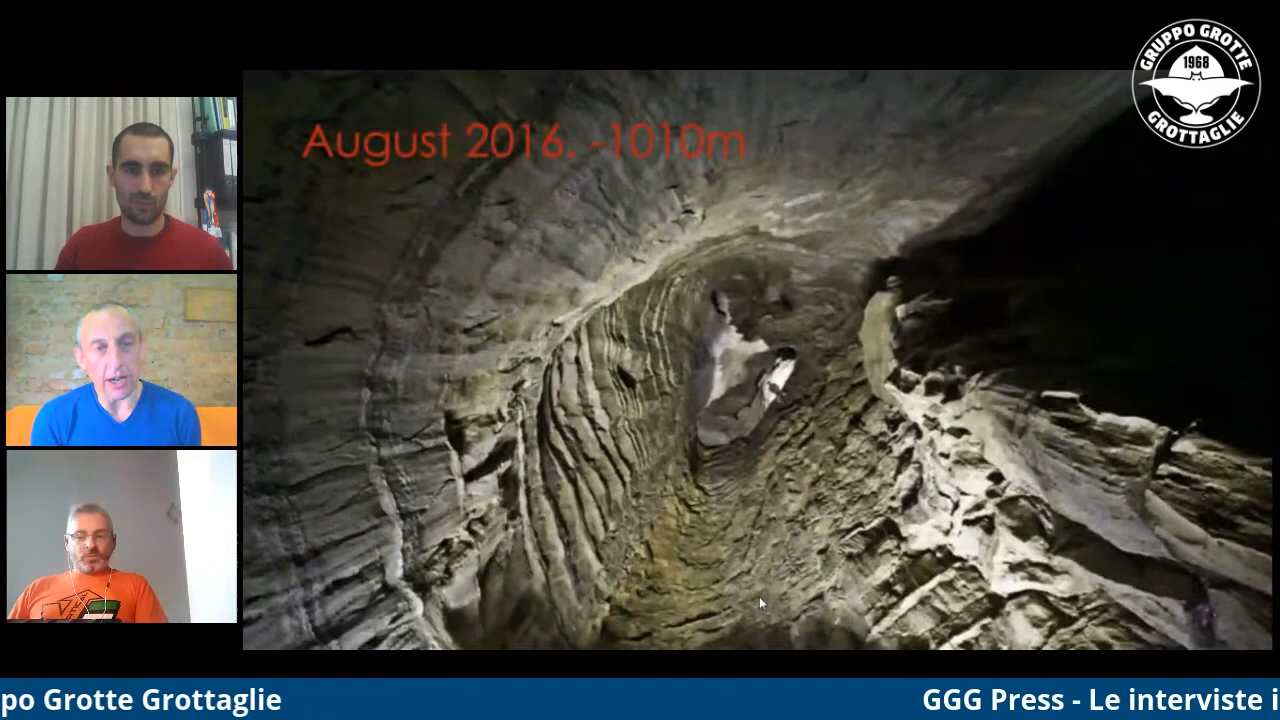 GRUPPO GROTTE
1968
GROTTAGLIE
August 2016. -1010m
po Grotte Grottaglie
GGG Press - Le interviste i